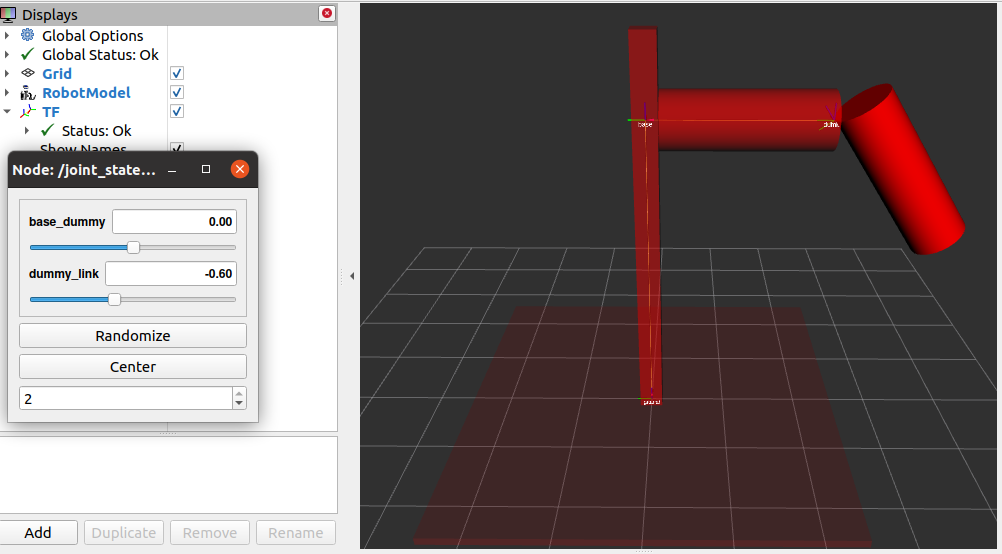 Displays
Global Options
Global Status: Ok
Grid
RobotModel
TF
Status: Ok
Show Names
Node: /joint_state...
base_dummy 0.00
dummy_link -0.60
Randomize
Center
2
Add Duplicate Remove Rename
base
ground